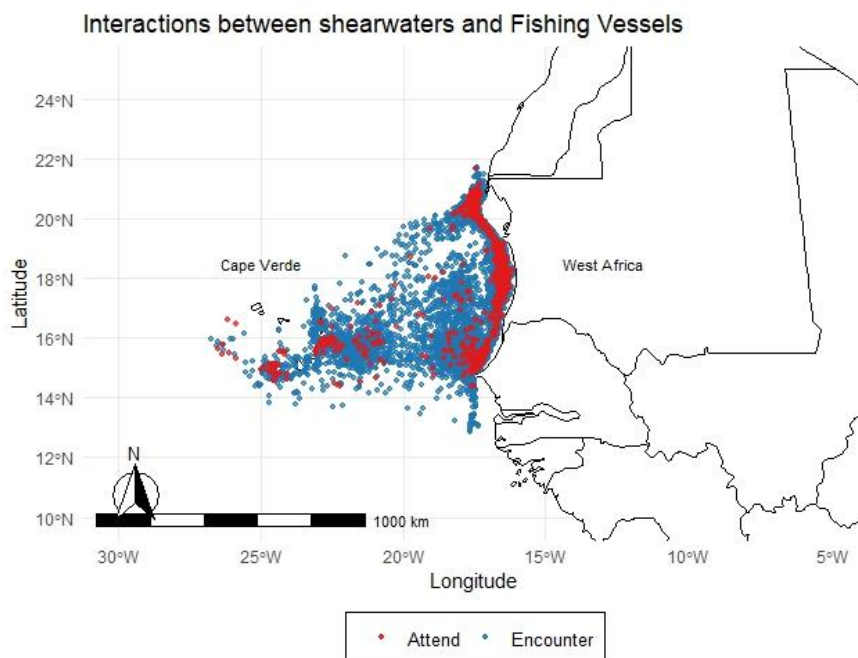 Interactions between shearwaters and Fishing Vessels
24°N
22°N
20°N
Cape Verde
West Africa
18°N
Latitude
16°N
14°N
N
12°N
10°N
1000 km
30°W
25°W
20°W
15°W
10°W
5°W
Longitude
Attend
Encounter